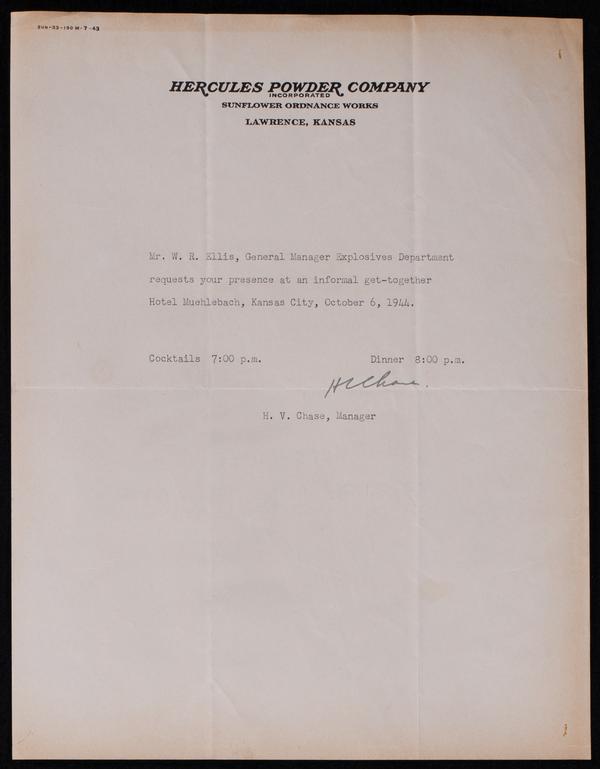 SUN-33-150 M-7-43
HERCULES POWDER COMPANY
INCORPORATED
SUNFLOWER ORDNANCE WORKS
LAWRENCE, KANSAS
Mr. W. R. Ellis, General Manager Explosives Department
requests your presence at an informal get-together
Hotel Muehlebach, Kansas City, October 6, 1944.
Cocktails 7:00 p.m. Dinner 8:00 p.m.
HVChase.
H. V. Chase, Manager